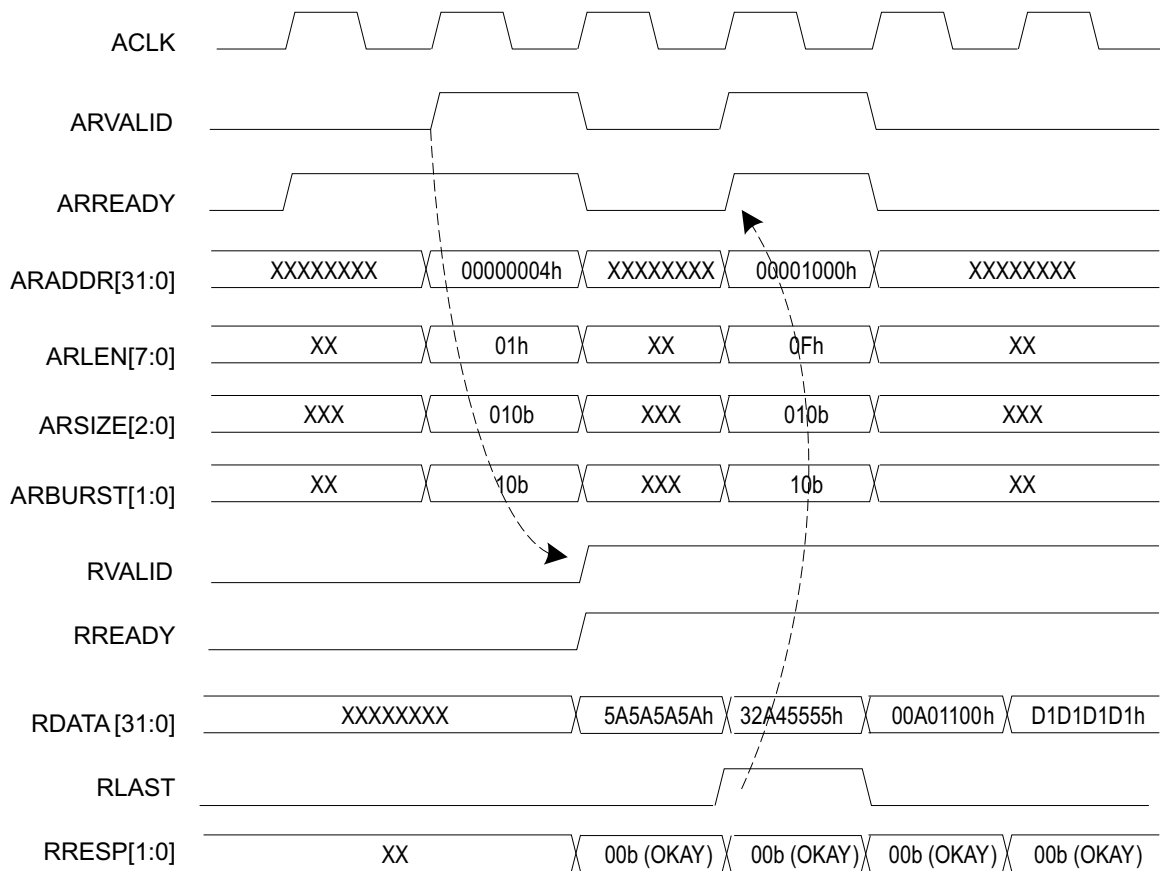 ACLK
ARVALID
ARREADY
ARADDR[31:0] XXXXXXXX 00000004h XXXXXXXX 00001000h XXXXXXXX
ARLEN[7:0] XX 01h XX 0Fh XX
ARSIZE[2:0] XXX 010b XXX 010b XXX
ARBURST[1:0] XX 10b XXX 10b XX
RVALID
RREADY
RDATA [31:0] XXXXXXXX 5A5A5A5Ah 32A45555h 00A01100h D1D1D1D1h
RLAST
RRESP[1:0] XX 00b (OKAY) 00b (OKAY) 00b (OKAY) 00b (OKAY)